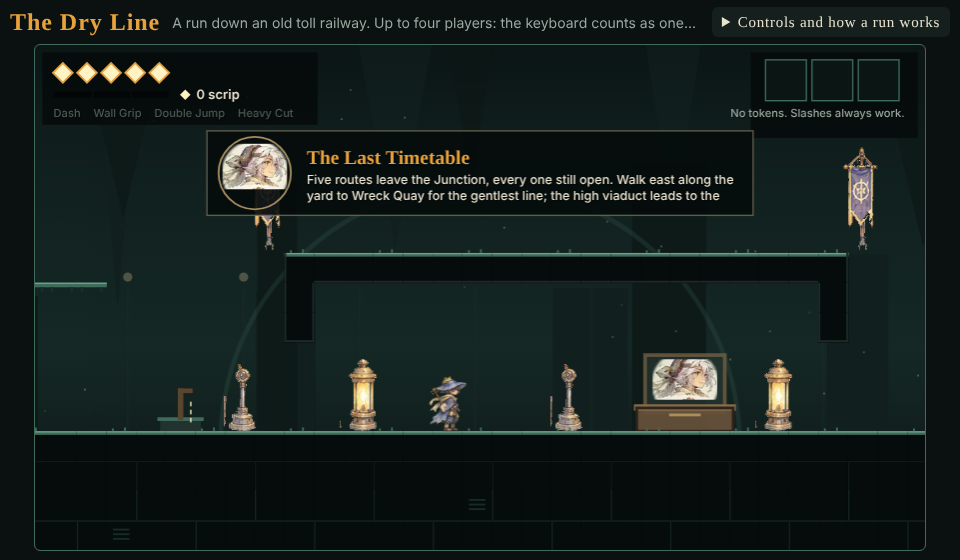 The Dry Line
A run down an old toll railway. Up to four players: the keyboard counts as one...
Controls and how a run works
0 scrip
Dash Wall Grip Double Jump Heavy Cut
No tokens. Slashes always work.
The Last Timetable
Five routes leave the Junction, every one still open. Walk east along the
yard to Wreck Quay for the gentlest line; the high viaduct leads to the